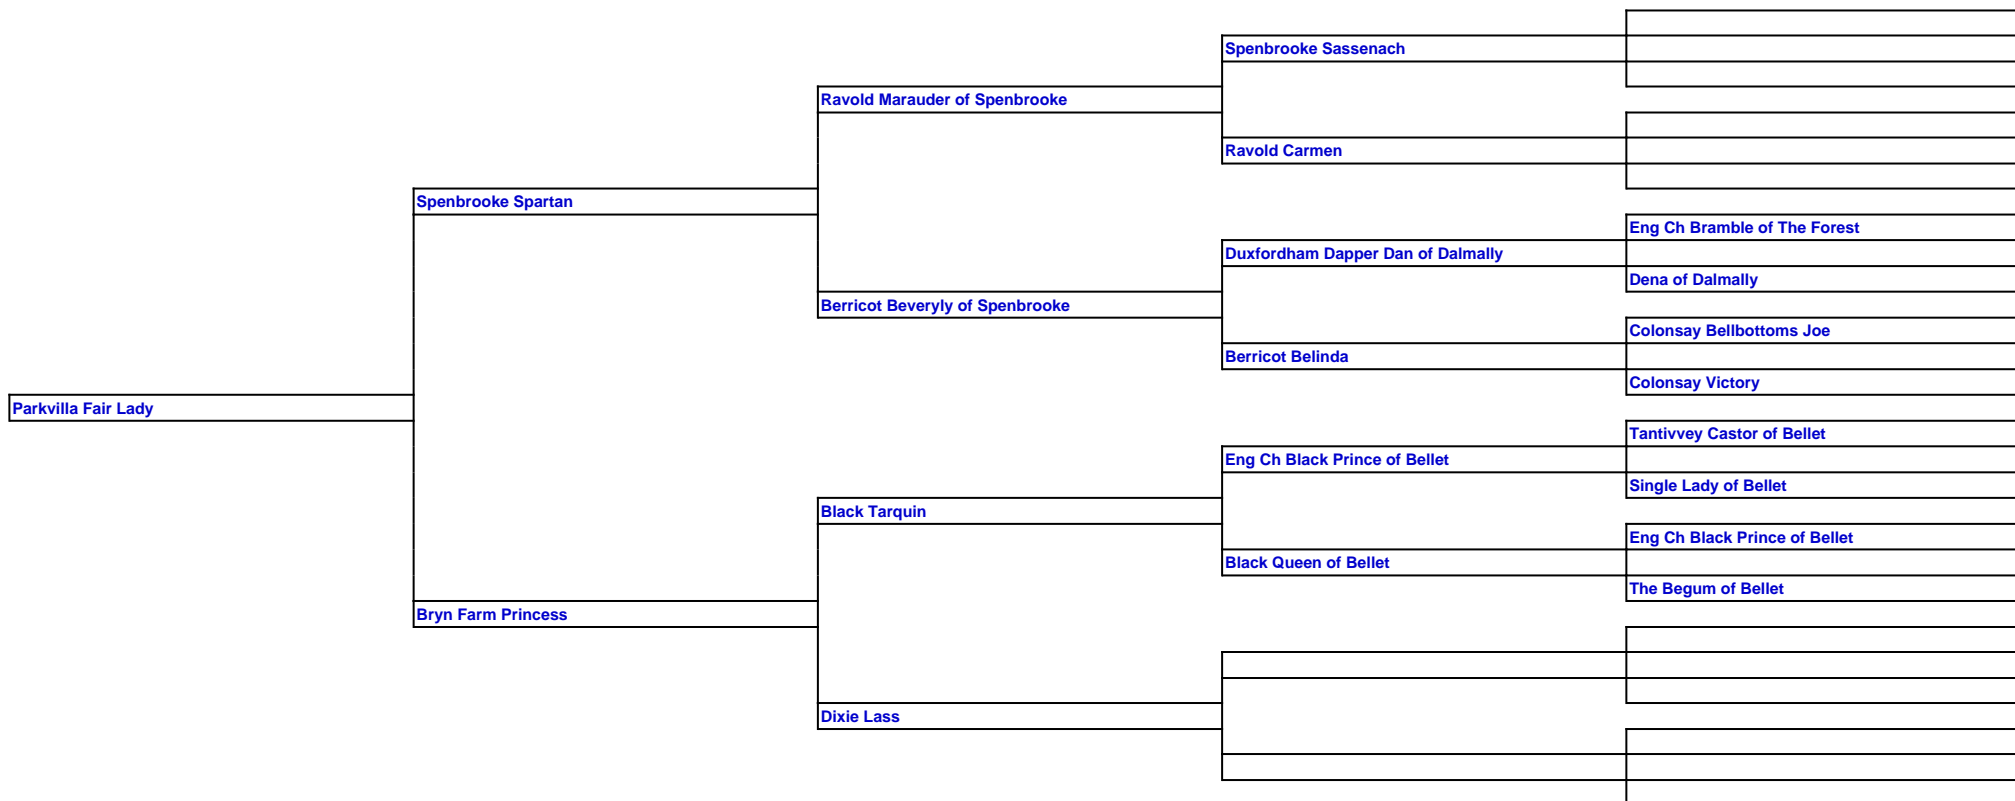 Spenbrooke Sassenach
Ravold Marauder of Spenbrooke
Ravold Carmen
Spenbrooke Spartan
Eng Ch Bramble of The Forest
Duxfordham Dapper Dan of Dalmally
Dena of Dalmally
Berricot Beveryly of Spenbrooke
Colonsay Bellbottoms Joe
Berricot Belinda
Colonsay Victory
Parkvilla Fair Lady
Tantivvey Castor of Bellet
Eng Ch Black Prince of Bellet
Single Lady of Bellet
Black Tarquin
Eng Ch Black Prince of Bellet
Black Queen of Bellet
The Begum of Bellet
Bryn Farm Princess
Dixie Lass